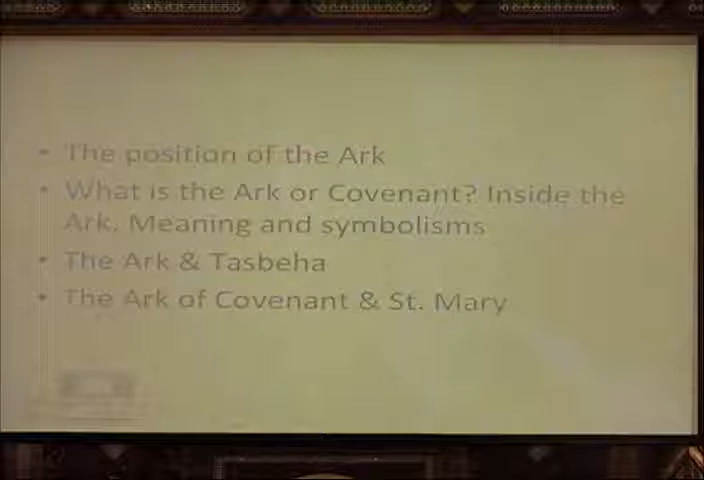 • The position of the Ark
• What is the Ark or Covenant? Inside the
Ark. Meaning and symbolisms
• The Ark & Tasbeha
• The Ark of Covenant & St. Mary